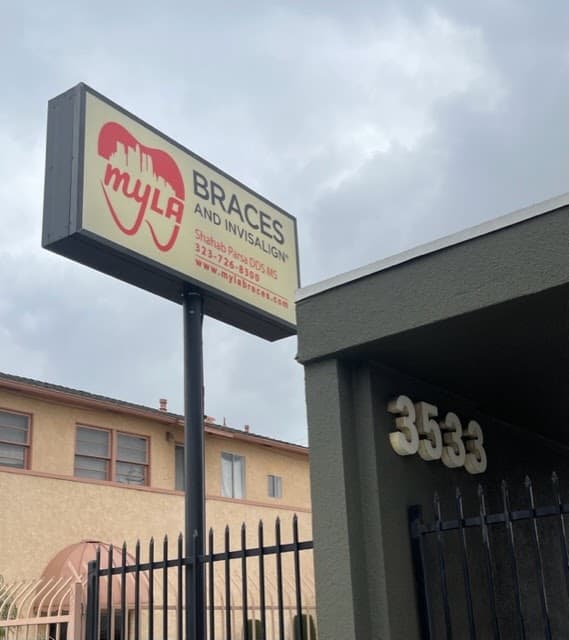 myLA
BRACES
AND INVISALIGN®
Shahab Parsa DDS MS
323-726-8300
www.mylabraces.com
3533